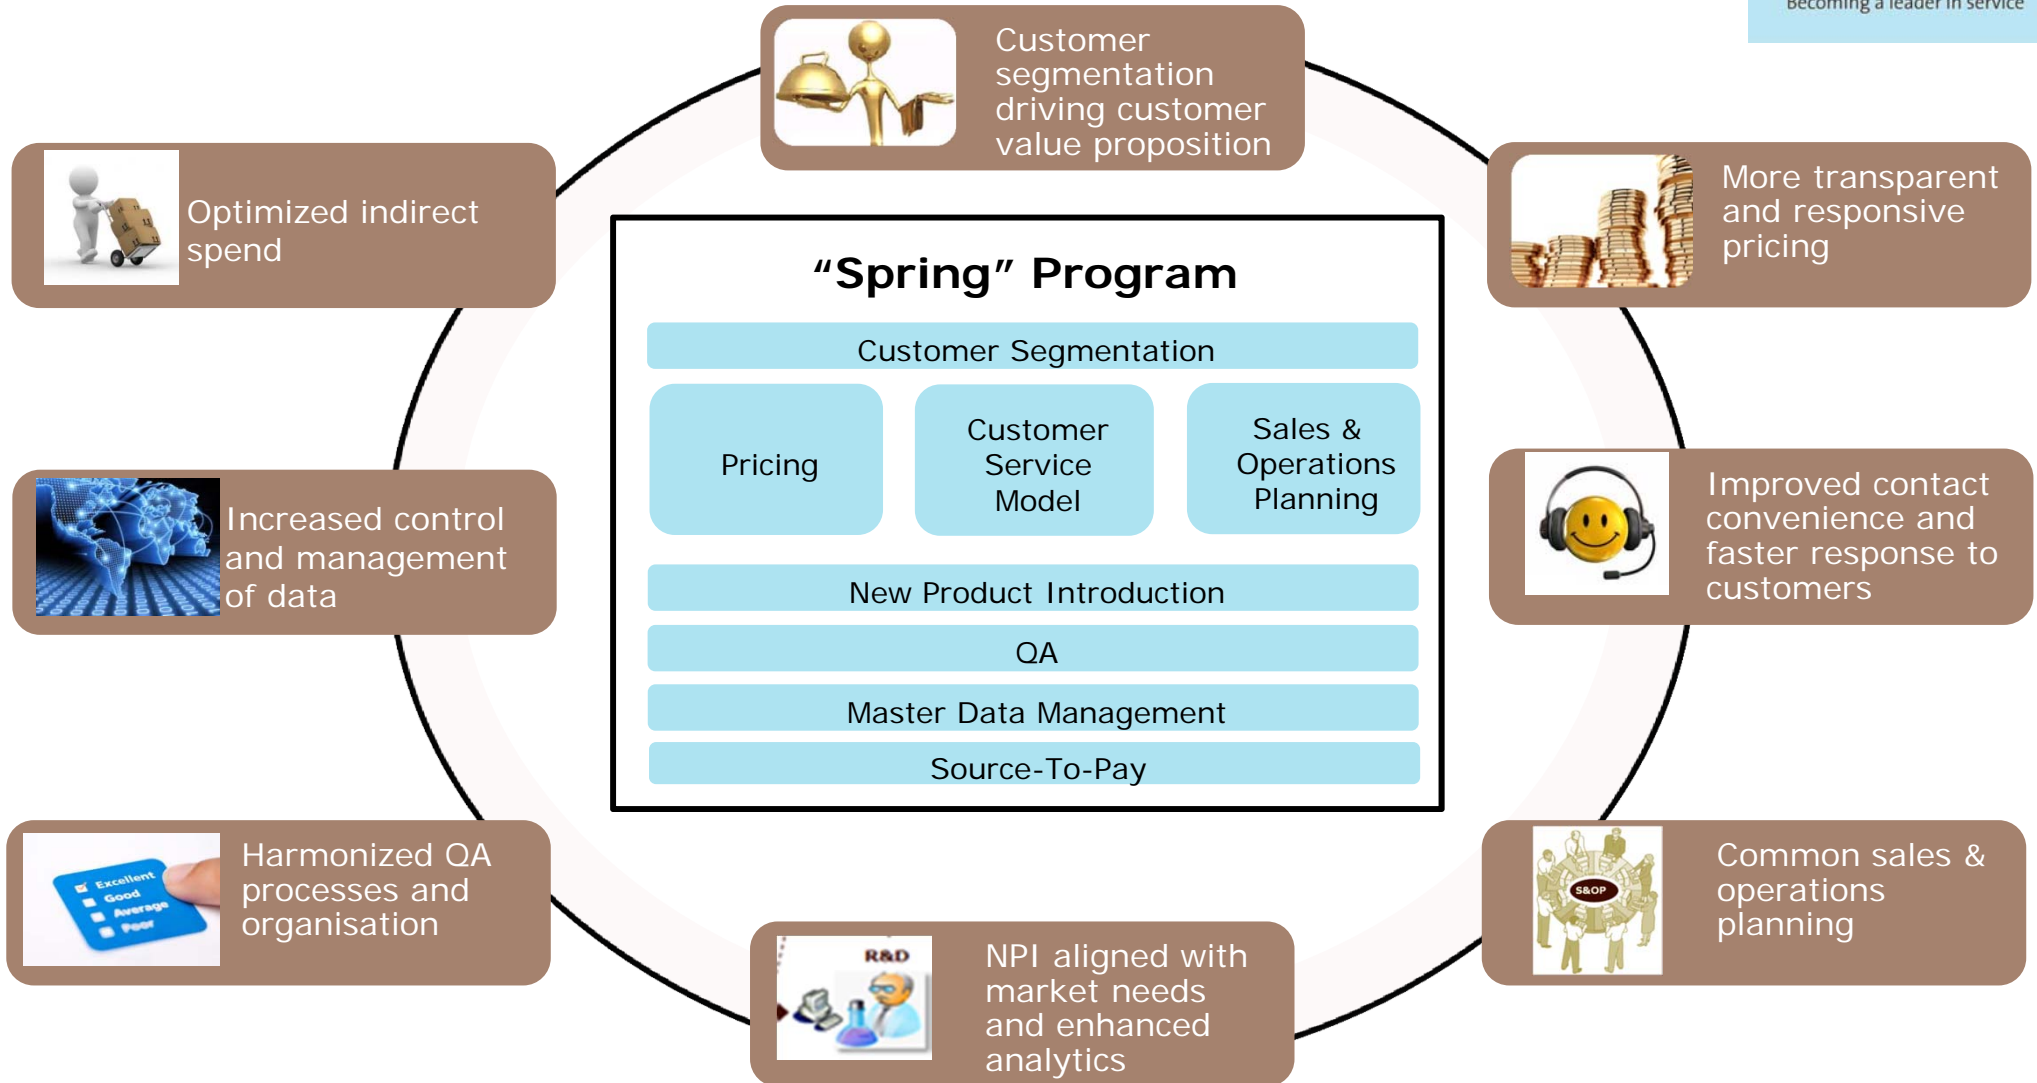 Becoming a leader in service
Customer
segmentation
driving customer
value proposition
Optimized indirect
spend
More transparent
and responsive
pricing
“Spring” Program
Customer Segmentation
Pricing
Customer
Service
Model
Sales &
Operations
Planning
New Product Introduction
QA
Master Data Management
Source-To-Pay
Increased control
and management
of data
Improved contact
convenience and
faster response to
customers
Excellent
Good
Average
Poor
Harmonized QA
processes and
organisation
R&D
NPI aligned with
market needs
and enhanced
analytics
S&OP
Common sales &
operations
planning